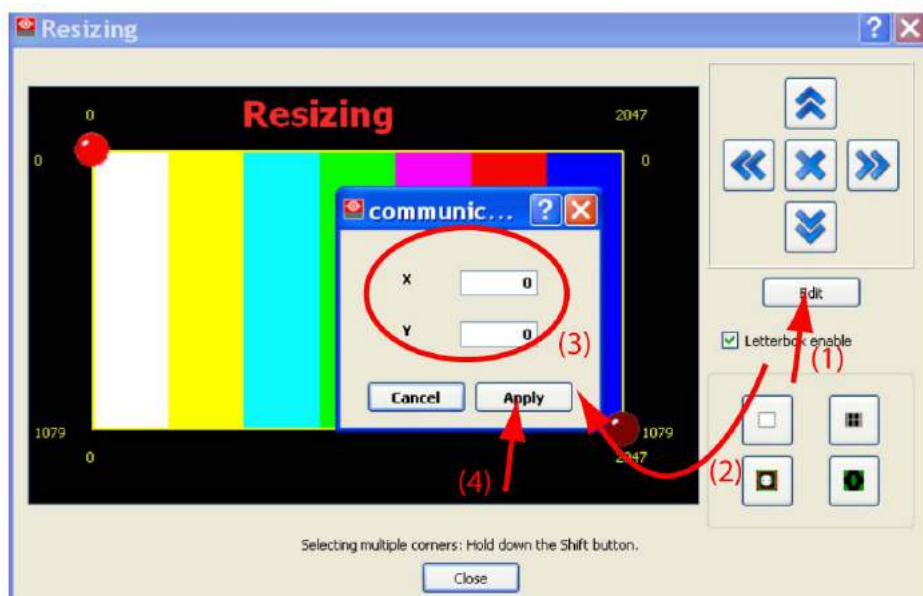 Resizing
0
Resizing
2047
0
0
communic...
X
0
Y
0
(3)
Edit
Letterbox enable
(1)
Cancel
Apply
1079
1079
0
2047
(4)
(2)
Selecting multiple corners: Hold down the Shift button.
Close